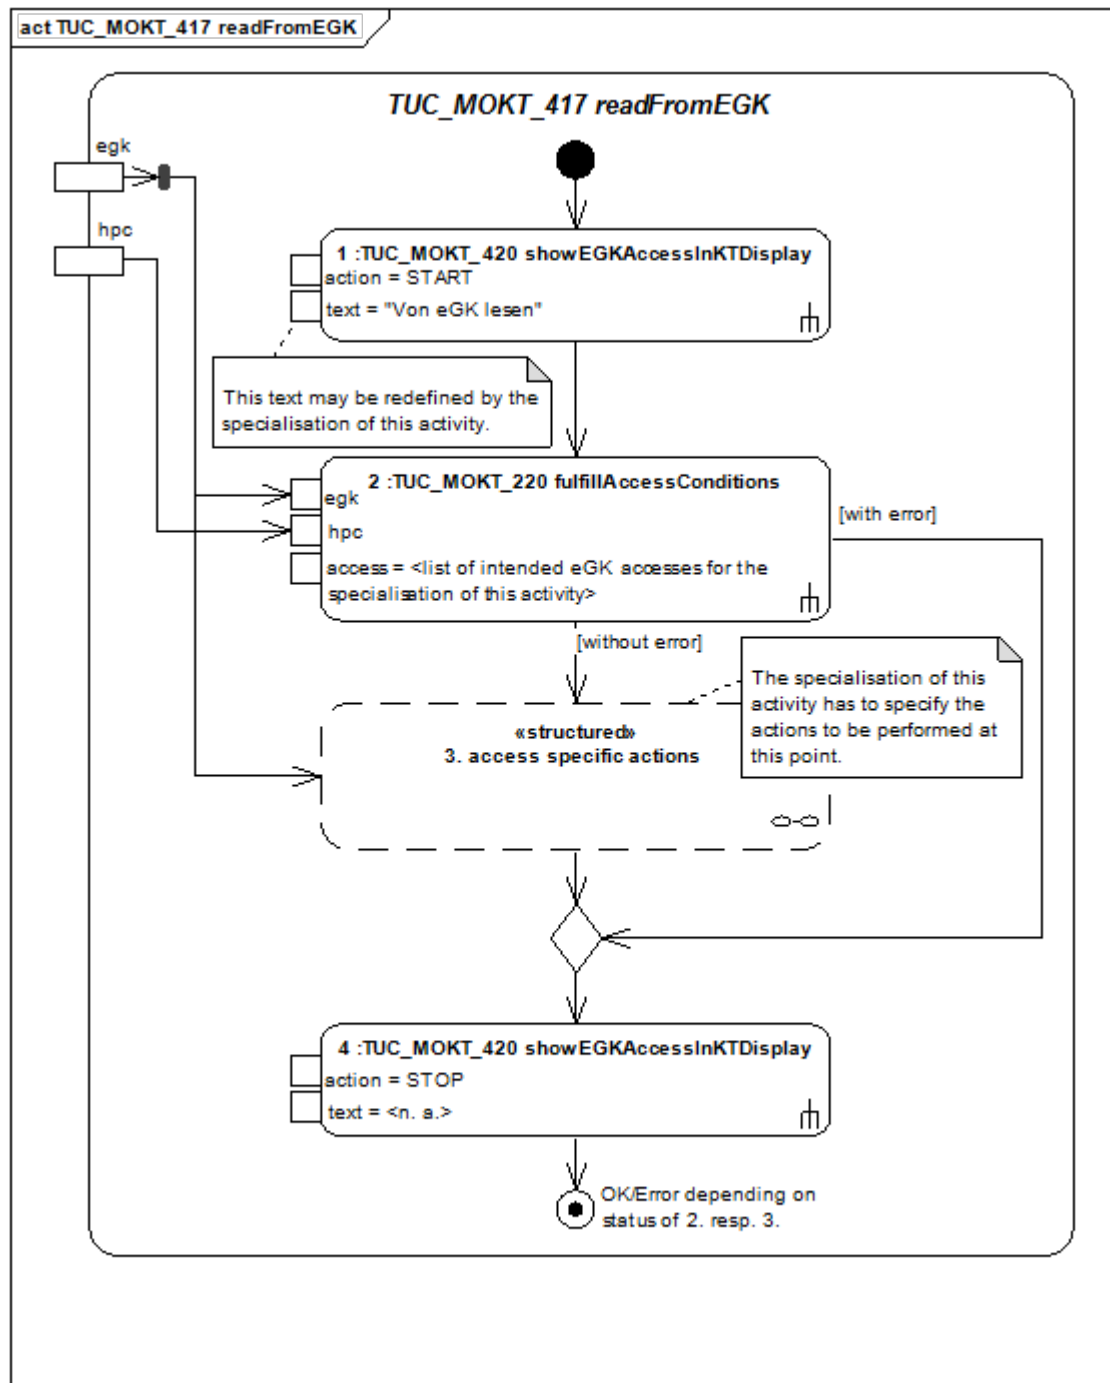 act TUC_MOKT_417 readFromEGK
TUC_MOKT_417 readFromEGK
egk
hpc
1 :TUC_MOKT_420 showEGKAccessInKTDisplay
action = START
text = "Von eGK lesen"
This text may be redefined by the
specialisation of this activity.
2 :TUC_MOKT_220 fulfillAccessConditions
egk
hpc
access = <list of intended eGK accesses for the
specialisation of this activity>
[with error]
[without error]
The specialisation of this
activity has to specify the
actions to be performed at
this point.
«structured»
3. access specific actions
4 :TUC_MOKT_420 showEGKAccessInKTDisplay
action = STOP
text = <n. a.>
OK/Error depending on
status of 2. resp. 3.